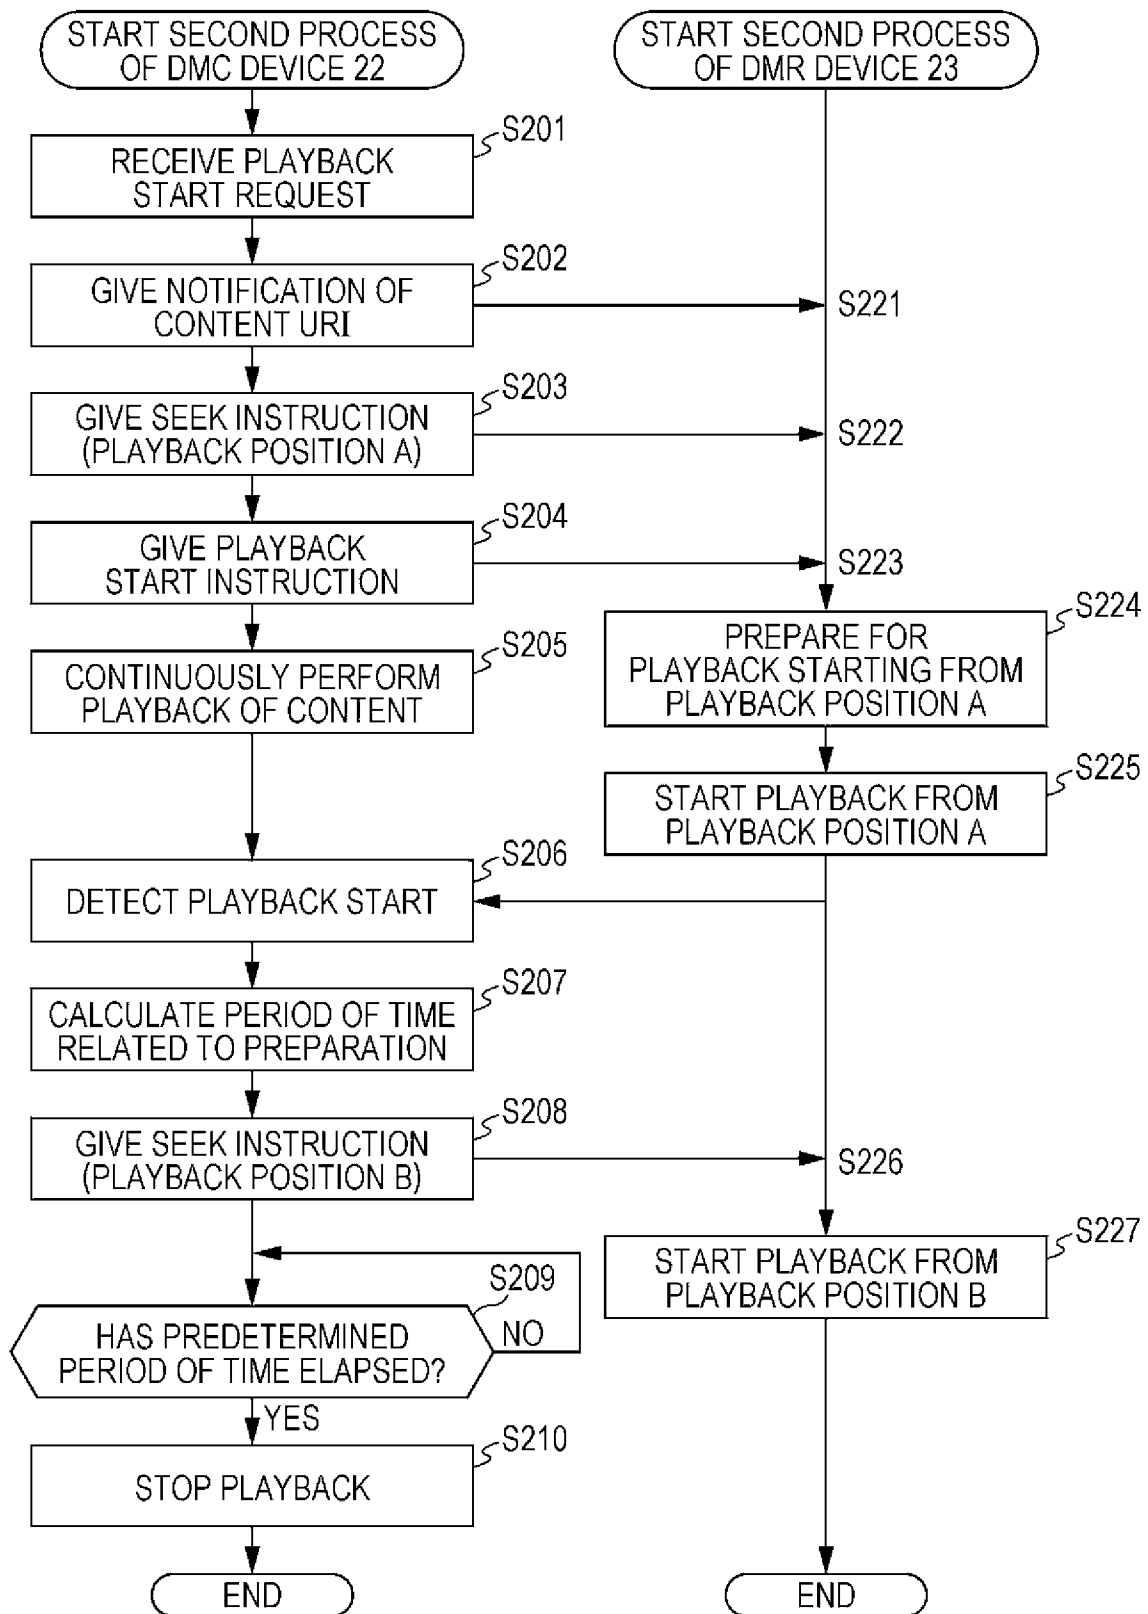 START SECOND PROCESS
OF DMC DEVICE 22
START SECOND PROCESS
OF DMR DEVICE 23
S201
RECEIVE PLAYBACK
START REQUEST
S202
GIVE NOTIFICATION OF
CONTENT URI
S221
S203
GIVE SEEK INSTRUCTION
(PLAYBACK POSITION A)
S222
S204
GIVE PLAYBACK
START INSTRUCTION
S223
S224
PREPARE FOR
PLAYBACK STARTING FROM
PLAYBACK POSITION A
S205
CONTINUOUSLY PERFORM
PLAYBACK OF CONTENT
S225
START PLAYBACK FROM
PLAYBACK POSITION A
S206
DETECT PLAYBACK START
S207
CALCULATE PERIOD OF TIME
RELATED TO PREPARATION
S208
GIVE SEEK INSTRUCTION
(PLAYBACK POSITION B)
S226
S227
START PLAYBACK FROM
PLAYBACK POSITION B
S209
HAS PREDETERMINED
PERIOD OF TIME ELAPSED?
NO
YES
S210
STOP PLAYBACK
END
END